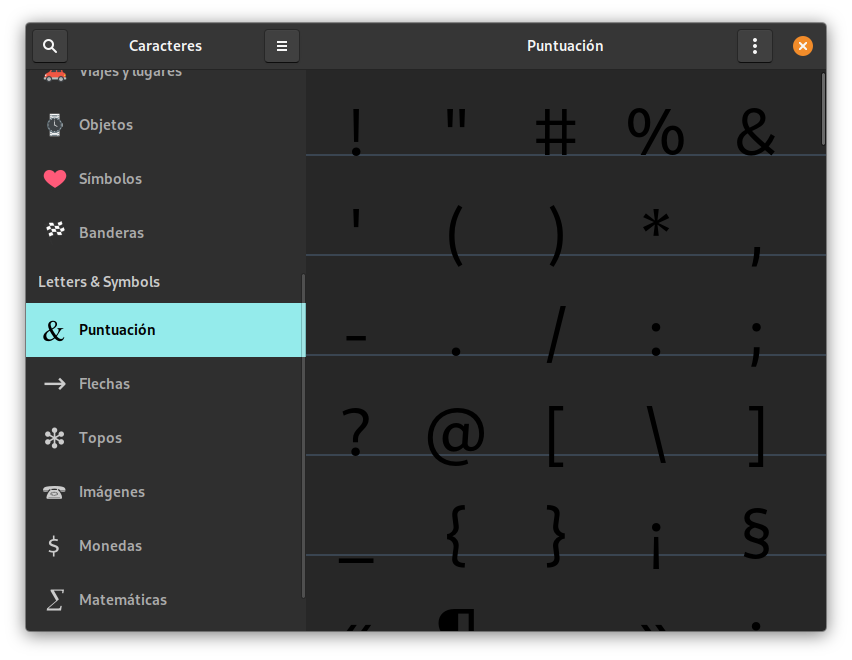 Caracteres
Puntuación
Viajes y lugares
Objetos
Símbolos
Banderas
Letters & Symbols
& Puntuación
→ Flechas
Topos
Imágenes
$ Monedas
∑ Matemáticas
! " # % &
' ( ) * ,
- . / : ;
? @ [ \ ]
_ { } ¡ §
« ¶ » ¿